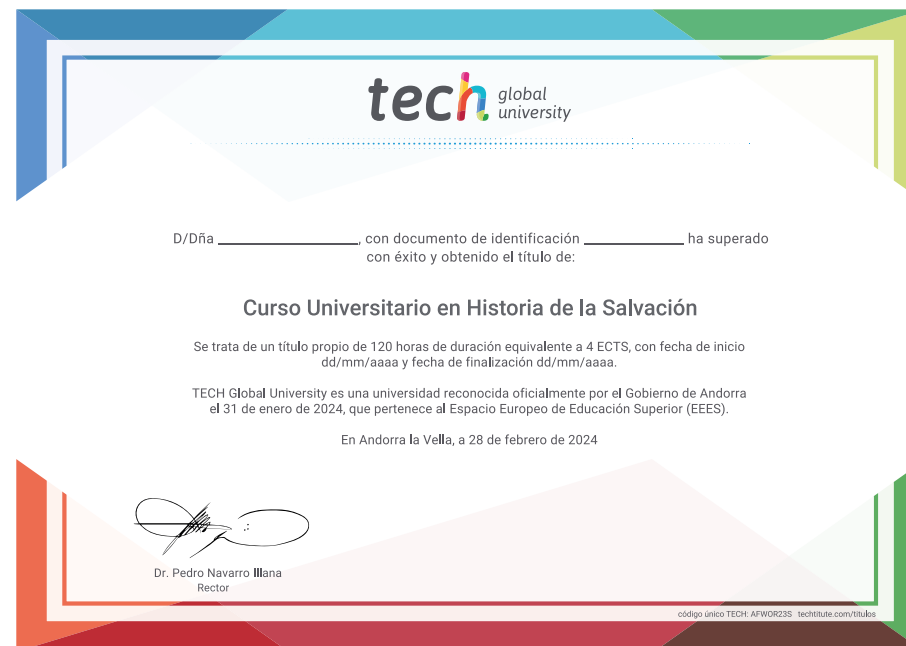 tech global university
D/Dña ____________________, con documento de identificación ______________ ha superado
con éxito y obtenido el título de:
Curso Universitario en Historia de la Salvación
Se trata de un título propio de 120 horas de duración equivalente a 4 ECTS, con fecha de inicio
dd/mm/aaaa y fecha de finalización dd/mm/aaaa.
TECH Global University es una universidad reconocida oficialmente por el Gobierno de Andorra
el 31 de enero de 2024, que pertenece al Espacio Europeo de Educación Superior (EEES).
En Andorra la Vella, a 28 de febrero de 2024
Dr. Pedro Navarro Illana
Rector
código único TECH: AFWOR23S techtitute.com/titulos